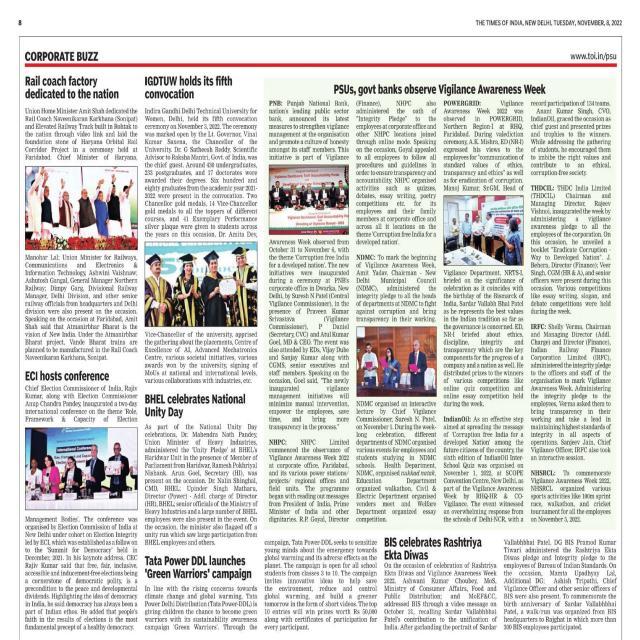 8
THE TIMES OF INDIA, NEW DELHI, TUESDAY, NOVEMBER, 8, 2022
CORPORATE BUZZ
www.toi.in/psu
Rail coach factory
dedicated to the nation
Union Home Minister Amit Shah dedicated the
Rail Coach Naveenikaran Karkhana (Sonipat)
and Elevated Railway Track built in Rohtak to
the nation through video link and laid the
foundation stone of Haryana Orbital Rail
Corridor Project in a ceremony held at
Faridabad. Chief Minister of Haryana,
Manohar Lal; Union Minister for Railways,
Communications and Electronics &
Information Technology, Ashwini Vaishnaw;
Ashutosh Gangal, General Manager Northern
Railway; Dimpy Garg, Divisional Railway
Manager, Delhi Division, and other senior
railway officials from headquarters and Delhi
division were also present on the occasion.
Speaking on the occasion at Faridabad, Amit
Shah said that Atmanirbhar Bharat is the
vision of New India. Under the Atmanirbhar
Bharat project, Vande Bharat trains are
planned to be manufactured in the Rail Coach
Naveenikaran Karkhana, Sonipat.
ECI hosts conference
Chief Election Commissioner of India, Rajiv
Kumar, along with Election Commissioner
Anup Chandra Pandey, inaugurated a two-day
international conference on the theme 'Role,
Framework & Capacity of Election
Management Bodies'. The conference was
organised by Election Commission of India at
New Delhi under cohort on Election Integrity
led by ECI, which was established as a follow up
to the 'Summit for Democracy' held in
December, 2021. In his keynote address, CEC
Rajiv Kumar said that free, fair, inclusive,
accessible and inducement-free elections being
a cornerstone of democratic polity, is a
precondition to the peace and developmental
dividends. Highlighting the idea of democracy
in India, he said democracy has always been a
part of Indian ethos. He added that people's
faith in the results of elections is the most
fundamental precept of a healthy democracy.
IGDTUW holds its fifth
convocation
Indira Gandhi Delhi Technical University for
Women, Delhi, held its fifth convocation
ceremony on November 3, 2022. The ceremony
was marked open by the Lt. Governor, Vinai
Kumar Saxena, the Chancellor of the
University. Dr. G Satheesh Reddy, Scientific
Advisor to Raksha Mantri, Govt. of India, was
the chief guest. Around 430 undergraduates,
233 postgraduates, and 17 doctorates were
awarded their degrees. Six hundred and
eighty graduates from the academic year 2021-
2022 were present in the convocation. Two
Chancellor gold medals, 14 Vice-Chancellor
gold medals to all the toppers of different
courses, and 41 Exemplary Performance
silver plaque were given to students across
the years on this occasion. Dr. Amita Dev,
Vice-Chancellor of the university, apprised
the gathering about the placements, Centre of
Excellence of AI, Advanced Mechatronics
Centre, various societal initiatives, various
awards won by the university, signing of
MoUs at national and international levels,
various collaborations with industries, etc.
BHEL celebrates National
Unity Day
As part of the National Unity Day
celebrations, Dr. Mahendra Nath Pandey,
Union Minister of Heavy Industries,
administered the 'Unity Pledge' at BHEL's
Haridwar Unit in the presence of Member of
Parliament from Haridwar, Ramesh Pokhriyal
Nishank. Arun Goel, Secretary (HI), was
present on the occasion. Dr. Nalin Shinghal,
CMD, BHEL; Upinder Singh Matharu,
Director (Power) - Addl. charge of Director
(HR), BHEL; senior officials of the Ministry of
Heavy Industries and a large number of BHEL
employees were also present in the event. On
the occasion, the minister also flagged off a
unity run which saw large participation from
BHEL employees and others.
Tata Power DDL launches
'Green Warriors' campaign
In line with the rising concerns towards
climate change and global warming, Tata
Power Delhi Distribution (Tata Power-DDL) is
giving children the chance to become green
warriors with its sustainability awareness
campaign 'Green Warriors'. Through the
campaign, Tata Power DDL seeks to sensitize
young minds about the emergency towards
global warming and its adverse effects on the
planet. The campaign is open for all school
students from classes 3 to 10. The campaign
invites innovative ideas to help save
the environment, reduce and control
global warming, and build a greener
tomorrow in the form of short videos. The top
10 entries will win prizes worth Rs 50,000
along with certificates of participation for
every participant.
PSUs, govt banks observe Vigilance Awareness Week
PNB: Punjab National Bank,
nation's leading public sector
bank, announced its latest
measures to strengthen vigilance
management at the organisation
and promote a culture of honesty
amongst its staff members. This
initiative is part of Vigilance
Awareness Week observed from
October 31 to November 6, with
the theme 'Corruption free India
for a developed nation'. The new
initiatives were inaugurated
during a ceremony at PNB's
corporate office in Dwarka, New
Delhi, by Suresh N Patel (Central
Vigilance Commissioner), in the
presence of Praveen Kumar
Srivastava (Vigilance
Commissioner), P Daniel
(Secretary, CVC) and Atul Kumar
Goel, MD & CEO. The event was
also attended by EDs, Vijay Dube
and Sanjay Kumar along with
CGMS, senior executives and
staff members. Speaking on the
occasion, Goel said, "The newly
inaugurated vigilance
management initiatives will
minimise manual intervention,
empower the employees, save
time, and bring more
transparency in the process."
NHPC: NHPC Limited
commenced the observance of
Vigilance Awareness Week 2022
at corporate office, Faridabad,
and its various power stations/
projects/ regional offices and
field units. The programme
began with reading out messages
from President of India, Prime
Minister of India and other
dignitaries. R.P. Goyal, Director
(Finance), NHPC also
administered the oath of
"Integrity Pledge" to the
employees at corporate office and
other NHPC locations joined
through online mode. Speaking
on the occasion, Goyal appealed
to all employees to follow all
procedures and guidelines in
order to ensure transparency and
accountability. NHPC organised
activities such as quizzes,
debates, essay writing, poetry
competitions etc. for its
employees and their family
members at corporate office and
across all it locations on the
theme 'Corruption free India for a
developed nation'.
NDMC: To mark the beginning
of Vigilance Awareness Week,
Amit Yadav, Chairman - New
Delhi Municipal Council
(NDMC), administered the
integrity pledge to all the heads
of departments at NDMC to fight
against corruption and bring
transparency in their working.
NDMC organised an interactive
lecture by Chief Vigilance
Commissioner, Suresh N. Patel,
on November 1. During the week-
long celebration, different
departments of NDMC organised
various events for employees and
students studying in NDMC
schools. Health Department,
NDMC, organised nukkad natak,
Education Department
organised walkathon, Civil &
Electric Department organised
vendors meet and Welfare
Department organised essay
competition.
POWERGRID: Vigilance
Awareness Week 2022 was
observed in POWERGRID,
Northern Region-I at RHQ,
Faridabad. During valediction
ceremony, A.K. Mishra, ED (NR-I)
expressed his views to the
employees for "communication of
standard values of ethics,
transparency and ethics" as well
as for eradication of corruption.
Manoj Kumar, Sr.GM, Head of
Vigilance Department, NRTS-I,
briefed on the significance of
celebration as it coincides with
the birthday of the Bismarck of
India, Sardar Vallabh Bhai Patel
as he represents the best values
in the Indian tradition so far as
the governance is concerned. ED,
NR-I briefed about ethics,
discipline, integrity and
transparency which are the key
components for the progress of a
company and a nation as well. He
distributed prizes to the winners
of various competitions like
online quiz competition and
online essay competition held
during the week.
IndianOil: As an effective step
aimed at spreading the message
of 'Corruption free India for a
developed Nation' among the
future citizens of the country, the
sixth edition of IndianOil Inter
School Quiz was organised on
November 1, 2022, at SCOPE
Convention Centre, New Delhi, as
part of the Vigilance Awareness
Week by RHQ-HR & CO-
Vigilance. The event witnessed
an overwhelming response from
the schools of Delhi-NCR, with a
record participation of 134 teams.
Anant Kumar Singh, CVO,
IndianOil, graced the occasion as
chief guest and presented prizes
and trophies to the winners.
While addressing the gathering
of students, he encouraged them
to imbibe the right values and
contribute to an ethical,
corruption-free society.
THDCIL: THDC India Limited
(THDCIL) Chairman and
Managing Director, Rajeev
Vishnoi, inaugurated the week by
administering a vigilance
awareness pledge to all the
employees of the corporation. On
this occasion, he unveiled a
booklet "Eradicate Corruption -
Way to Developed Nation". J.
Behera, Director (Finance); Veer
Singh, CGM (HR & A), and senior
officers were present during this
occasion. Various competitions
like essay writing, slogan, and
debate competitions were held
during the week.
IRFC: Shelly Verma, Chairman
and Managing Director (Addl.
Charge) and Director (Finance),
Indian Railway Finance
Corporation Limited (IRFC),
administered the integrity pledge
to the officers and staff of the
organisation to mark Vigilance
Awareness Week. Administering
the integrity pledge to the
employees, Verma asked them to
bring transparency in their
working and take a lead in
maintaining highest standards of
integrity in all aspects of
operations. Sanjeev Jain, Chief
Vigilance Officer, IRFC also took
an interactive session.
NHSRCL: To commemorate
Vigilance Awareness Week 2022,
NHSRCL organised various
sports activities like 100m sprint
race, walkathon, and cricket
tournament for all the employees
on November 5, 2022.
BIS celebrates Rashtriya
Ekta Diwas
On the occasion of celebration of Rashtriya
Ekta Diwas and Vigilance Awareness Week
2022, Ashwani Kumar Choubey, MoS,
Ministry of Consumer Affairs, Food and
Public Distribution; and MoEF&CC,
addressed BIS through a video message on
October 31, recalling Sardar Vallabhbhai
Patel's contribution to the unification of
India. After garlanding the portrait of Sardar
Vallabhbhai Patel, DG BIS Pramod Kumar
Tiwari administered the Rashtriya Ekta
Diwas pledge and Integrity pledge to the
employees of Bureau of Indian Standards. On
the occasion, Mamta Upadhyay Lal,
Additional DG; Ashish Tripathi, Chief
Vigilance Officer and other senior officers of
BIS were also present. To commemorate the
birth anniversary of Sardar Vallabhbhai
Patel, a walk-run was organised from BIS
headquarters to Rajghat in which more than
300 BIS employees participated.